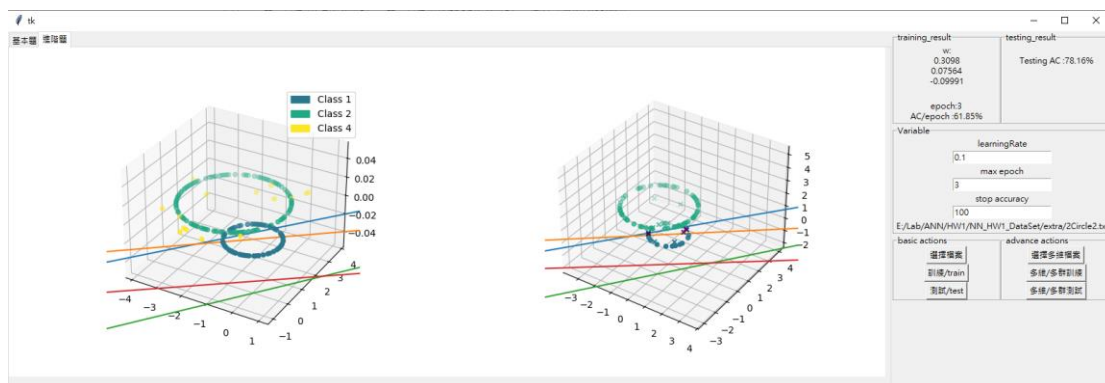 tk
基本題 進階題
Class 1
Class 2
Class 4
0.04
0.02
0.00
-0.02
-0.04
-4
-3
-2
-1
0
1
-1
0
1
2
3
4
5
4
3
2
1
0
-1
-2
-3
-2
-1
0
1
2
3
4
-3
-2
-1
0
1
2
3
4
training_result
w:
0.3098
0.07564
-0.09991
epoch:3
AC/epoch :61.85%
testing_result
Testing AC :78.16%
Variable
learningRate
0.1
max epoch
3
stop accuracy
100
E:/Lab/ANN/HW1/NN_HW1_DataSet/extra/2Circle2.tx
basic actions
選擇檔案
訓練/train
測試/test
advance actions
選擇多維檔案
多維/多群訓練
多維/多群測試